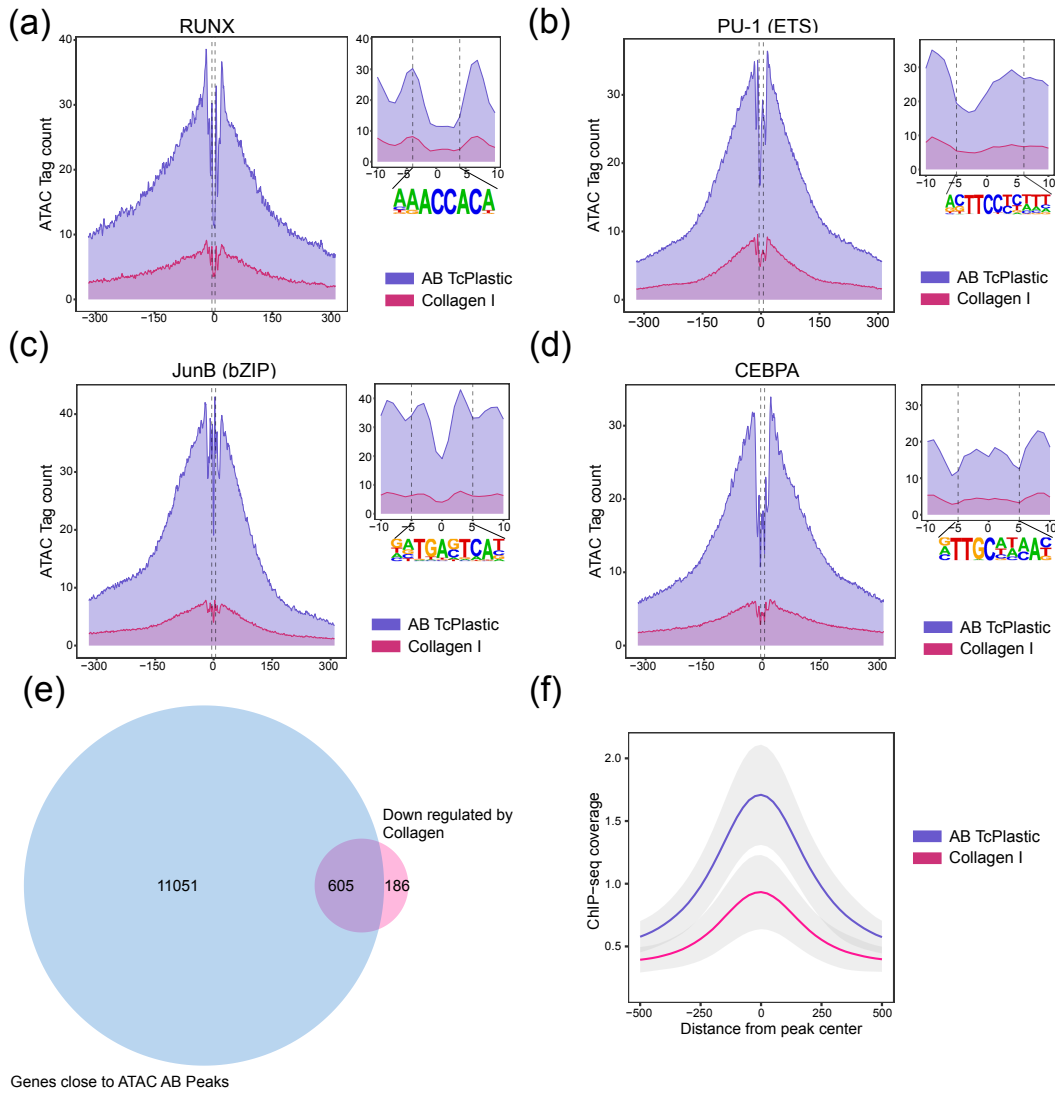 (a)
RUNX
ATAC Tag count
40
30
20
10
0
−300
−150
0
150
300
40
30
20
10
0
−10
−5
0
5
10
AAACCACA
AB TcPlastic
Collagen I
(b)
PU-1 (ETS)
ATAC Tag count
40
30
20
10
0
−300
−150
0
150
300
40
30
20
10
0
−10
−5
0
5
10
TTCC
AB TcPlastic
Collagen I
(c)
JunB (bZIP)
ATAC Tag count
40
30
20
10
0
−300
−150
0
150
300
40
30
20
10
0
−10
−5
0
5
10
TGA
TCA
AB TcPlastic
Collagen I
(d)
CEBPA
ATAC Tag count
30
20
10
0
−300
−150
0
150
300
30
20
10
0
−10
−5
0
5
10
TTGC
AB TcPlastic
Collagen I
(e)
Down regulated by
Collagen
11051
605
186
Genes close to ATAC AB Peaks
(f)
ChIP−seq coverage
2.0
1.5
1.0
0.5
−500
−250
0
250
500
Distance from peak center
AB TcPlastic
Collagen I